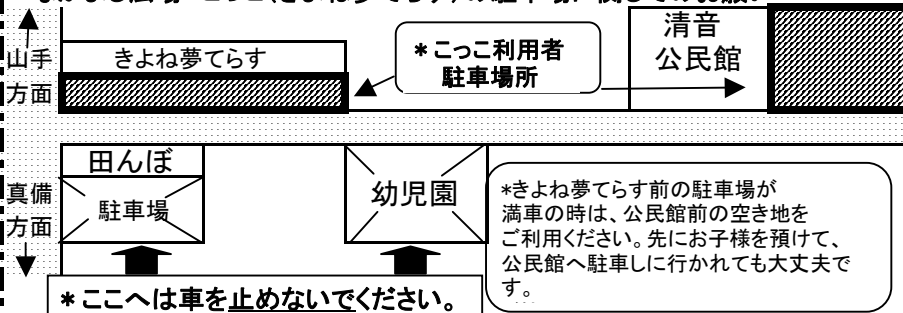 山手
方面
きよね夢てらす
*こっこ利用者
駐車場所
清音
公民館
真備
方面
田んぼ
駐車場
幼児園
*きよね夢てらす前の駐車場が
満車の時は、公民館前の空き地を
ご利用ください。先にお子様を預けて、
公民館へ駐車しに行かれても大丈夫で
す。
*ここへは車を止めないでください。